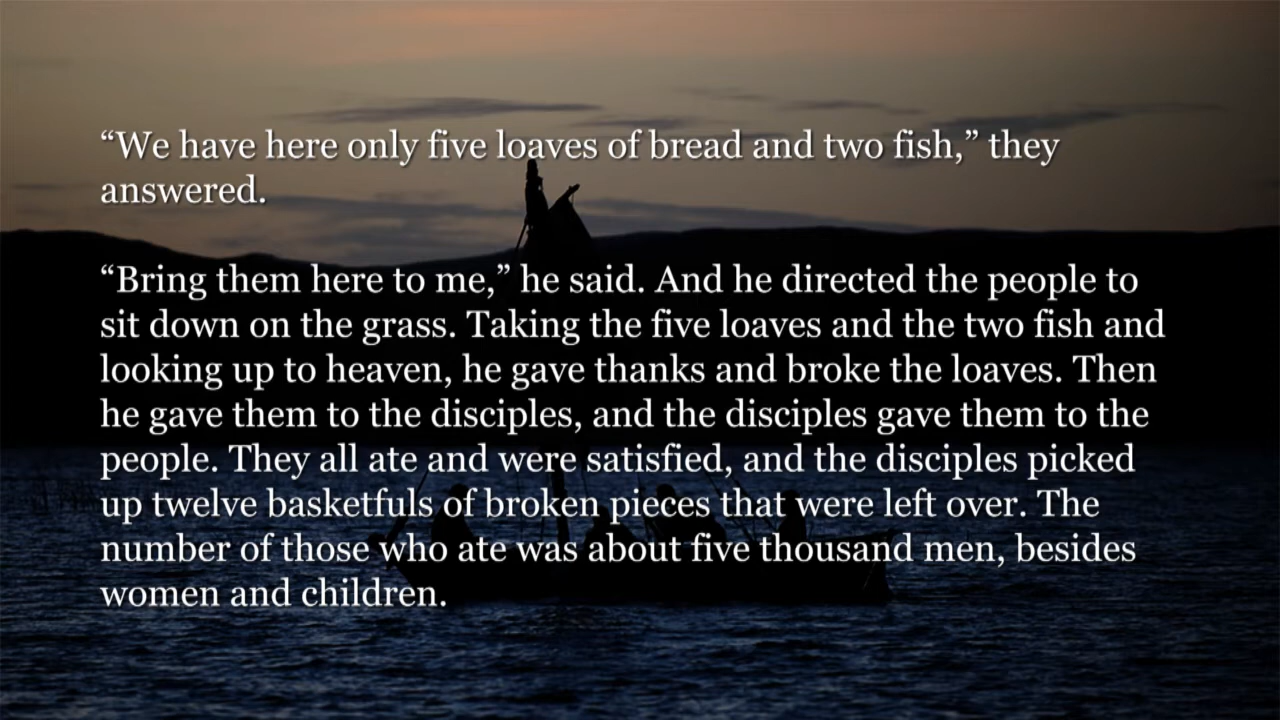 “We have here only five loaves of bread and two fish,” they
answered.
“Bring them here to me,” he said. And he directed the people to
sit down on the grass. Taking the five loaves and the two fish and
looking up to heaven, he gave thanks and broke the loaves. Then
he gave them to the disciples, and the disciples gave them to the
people. They all ate and were satisfied, and the disciples picked
up twelve basketfuls of broken pieces that were left over. The
number of those who ate was about five thousand men, besides
women and children.